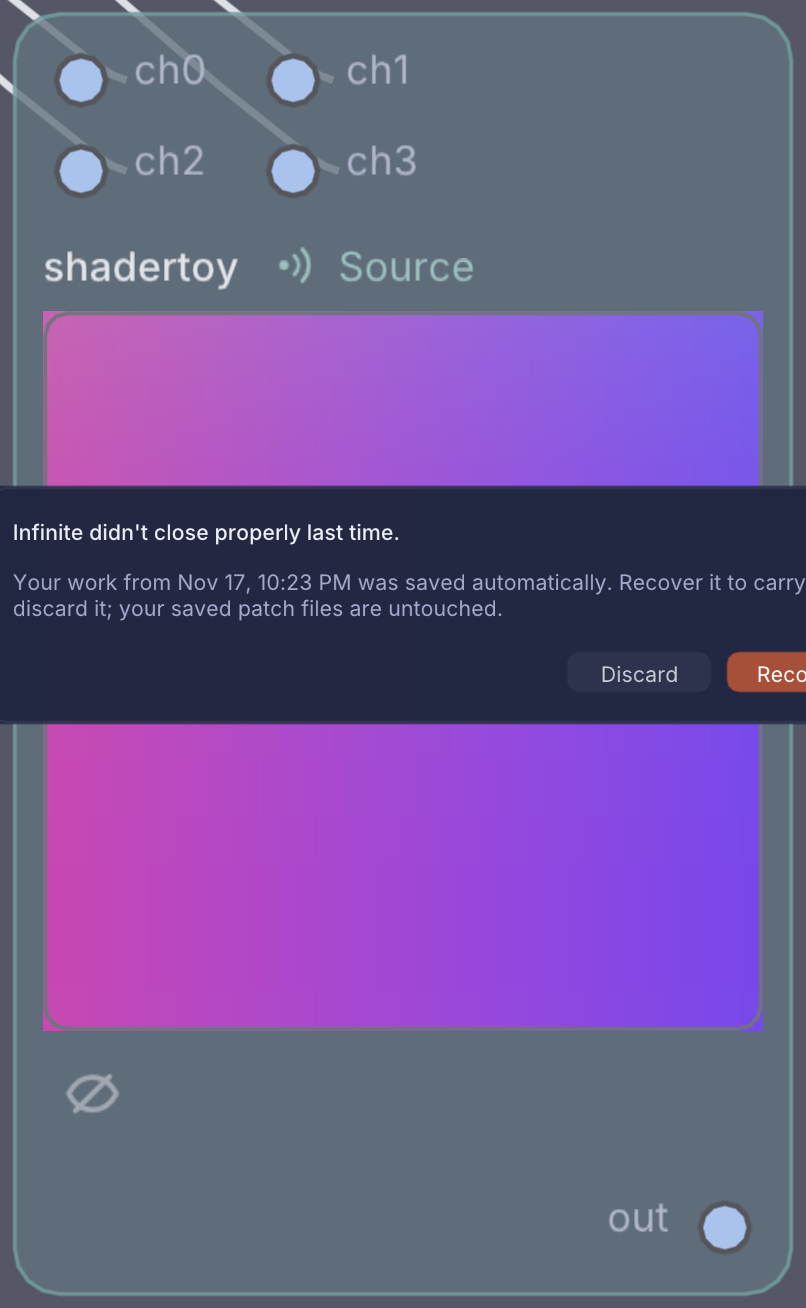 ch0 ch1
ch2 ch3
shadertoy Source
Infinite didn't close properly last time.
Your work from Nov 17, 10:23 PM was saved automatically. Recover it to carry
discard it; your saved patch files are untouched.
Discard Reco
out